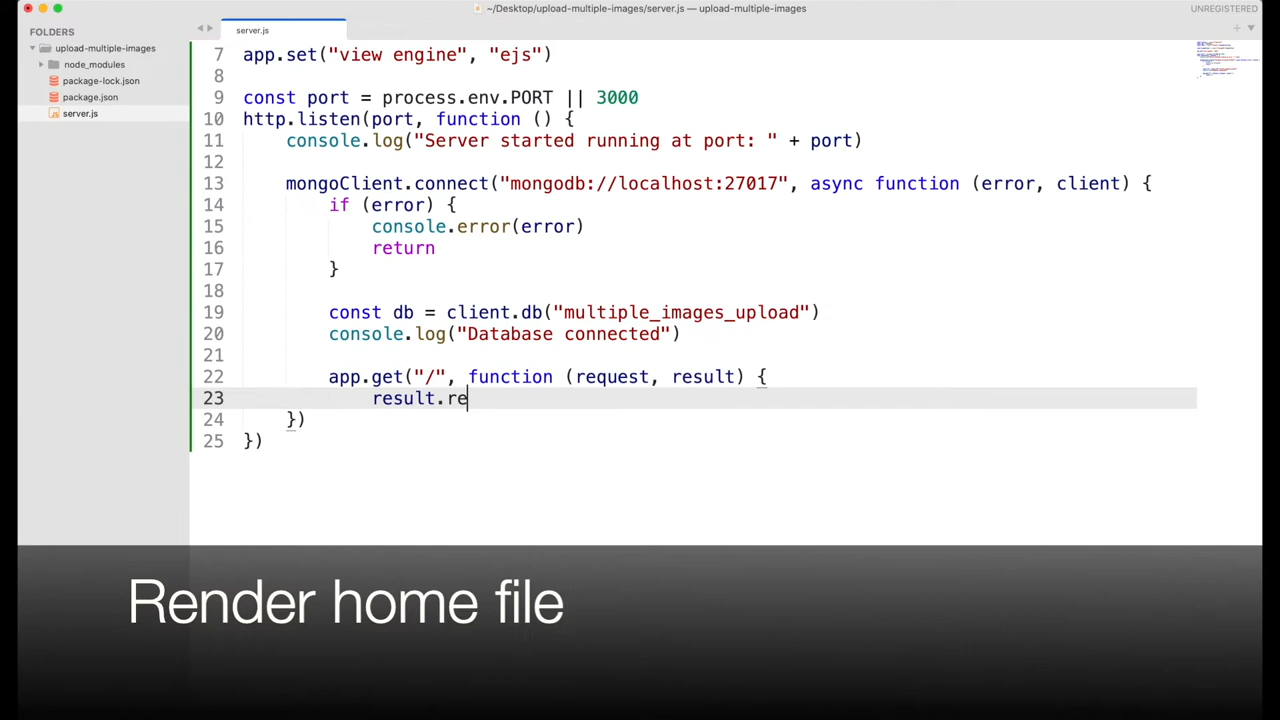 ~/Desktop/upload-multiple-images/server.js — upload-multiple-images
UNREGISTERED
FOLDERS
upload-multiple-images
node_modules
package-lock.json
package.json
server.js
server.js
7 app.set("view engine", "ejs")
8
9 const port = process.env.PORT || 3000
10 http.listen(port, function () {
11 console.log("Server started running at port: " + port)
12
13 mongoClient.connect("mongodb://localhost:27017", async function (error, client) {
14 if (error) {
15 console.error(error)
16 return
17 }
18
19 const db = client.db("multiple_images_upload")
20 console.log("Database connected")
21
22 app.get("/", function (request, result) {
23 result.re
24 })
25 })
Render home file